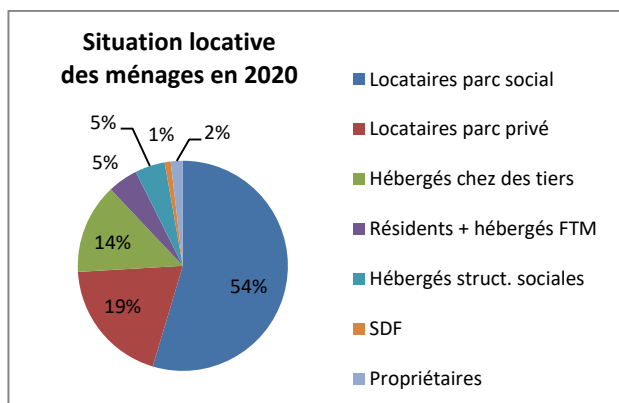 Situation locative
des ménages en 2020
5%
1%
2%
5%
14%
19%
54%
Locataires parc social
Locataires parc privé
Hébergés chez des tiers
Résidents + hébergés FTM
Hébergés struct. sociales
SDF
Propriétaires